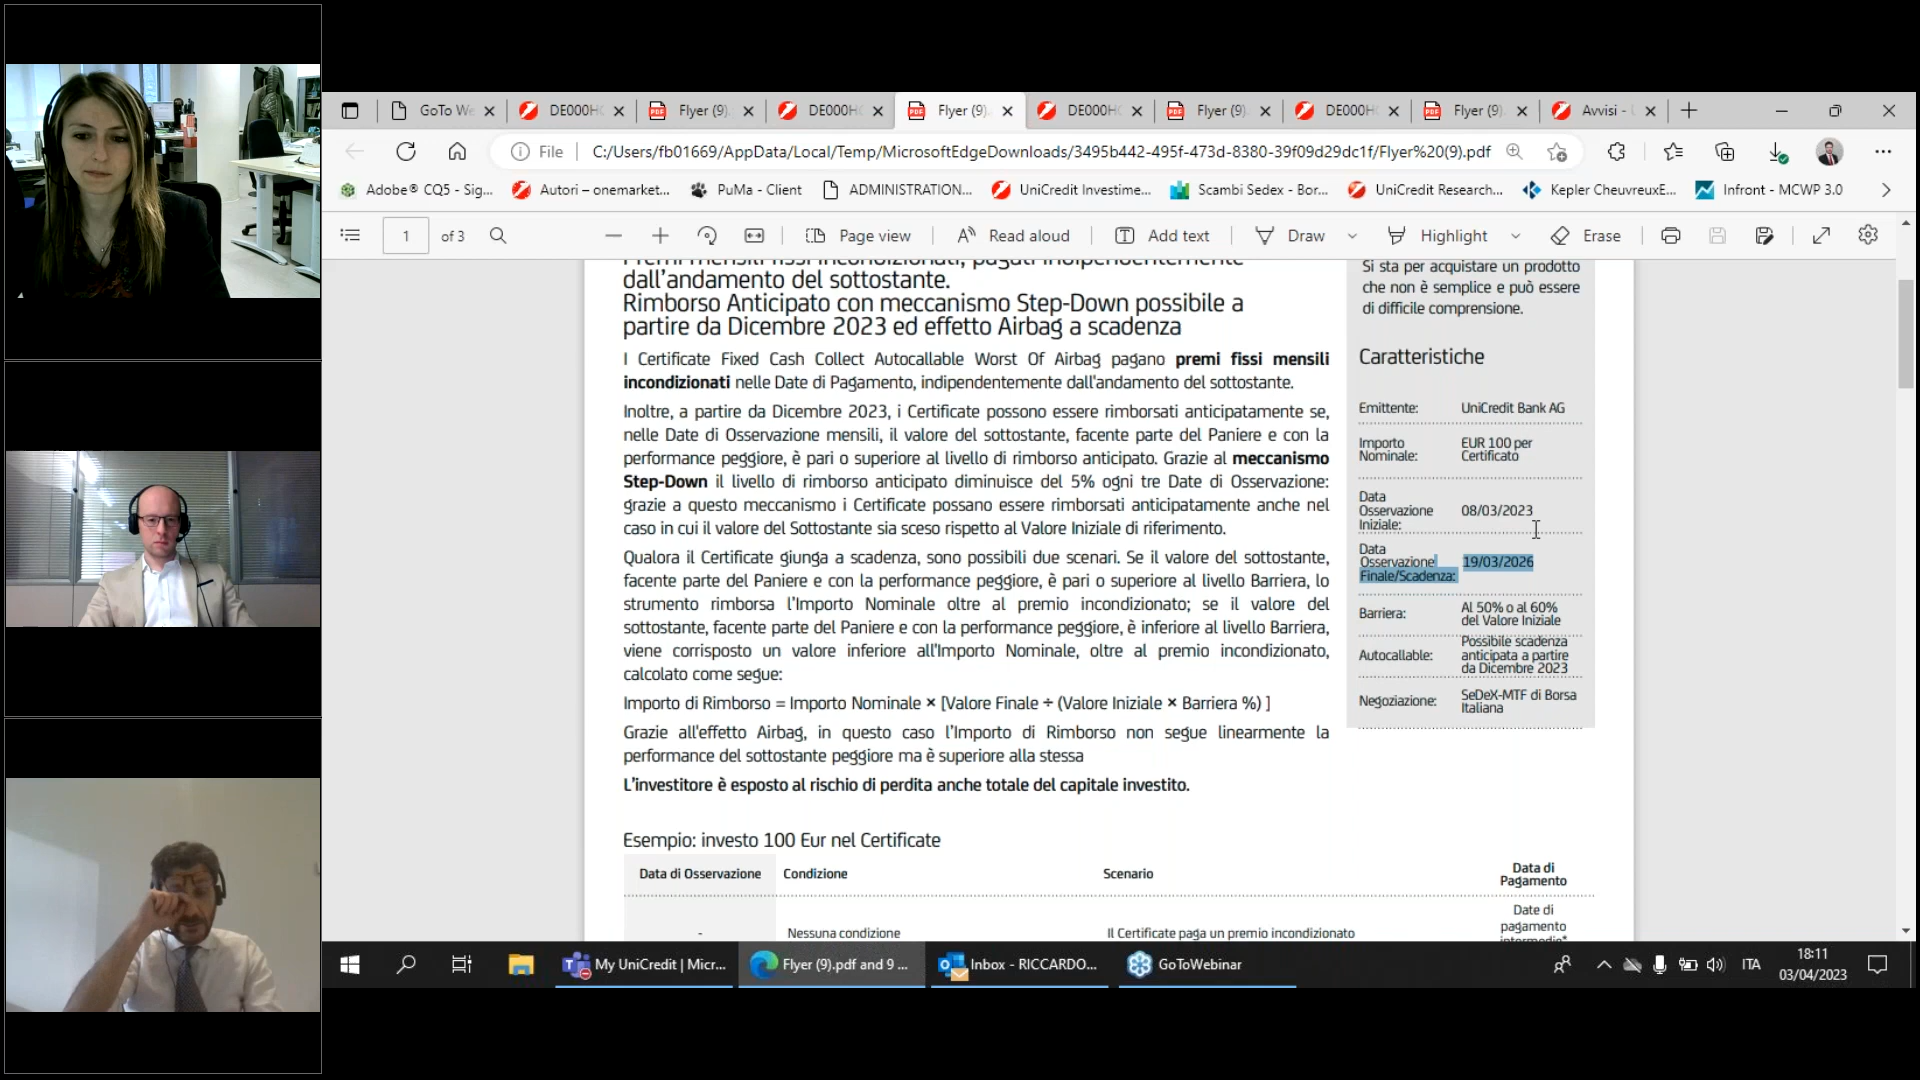 GoTo We
DE000H
Flyer (9).
DE000H
Flyer (9).
DE000H
Flyer (9).
DE000H
Flyer (9).
Avvisi -
File
C:/Users/fb01669/AppData/Local/Temp/MicrosoftEdgeDownloads/3495b442-495f-473d-8380-39f09d29dc1f/Flyer%20(9).pdf
Adobe® CQ5 - Sig...
Autori – onemarket...
PuMa - Client
ADMINISTRATION...
UniCredit Investime...
Scambi Sedex - Bor...
UniCredit Research...
Kepler CheuvreuxE...
Infront - MCWP 3.0
1 of 3
Page view
Read aloud
Add text
Draw
Highlight
Erase
Premi mensili fissi incondizionati, pagati indipendentemente
dall'andamento del sottostante.
Rimborso Anticipato con meccanismo Step-Down possibile a
partire da Dicembre 2023 ed effetto Airbag a scadenza
I Certificate Fixed Cash Collect Autocallable Worst Of Airbag pagano premi fissi mensili
incondizionati nelle Date di Pagamento, indipendentemente dall'andamento del sottostante.
Inoltre, a partire da Dicembre 2023, i Certificate possono essere rimborsati anticipatamente se,
nelle Date di Osservazione mensili, il valore del sottostante, facente parte del Paniere e con la
performance peggiore, è pari o superiore al livello di rimborso anticipato. Grazie al meccanismo
Step-Down il livello di rimborso anticipato diminuisce del 5% ogni tre Date di Osservazione:
grazie a questo meccanismo i Certificate possano essere rimborsati anticipatamente anche nel
caso in cui il valore del Sottostante sia sceso rispetto al Valore Iniziale di riferimento.
Qualora il Certificate giunga a scadenza, sono possibili due scenari. Se il valore del sottostante,
facente parte del Paniere e con la performance peggiore, è pari o superiore al livello Barriera, lo
strumento rimborsa l'Importo Nominale oltre al premio incondizionato; se il valore del
sottostante, facente parte del Paniere e con la performance peggiore, è inferiore al livello Barriera,
viene corrisposto un valore inferiore all'Importo Nominale, oltre al premio incondizionato,
calcolato come segue:
Importo di Rimborso = Importo Nominale × [Valore Finale ÷ (Valore Iniziale × Barriera %) ]
Grazie all'effetto Airbag, in questo caso l'Importo di Rimborso non segue linearmente la
performance del sottostante peggiore ma è superiore alla stessa
L'investitore è esposto al rischio di perdita anche totale del capitale investito.
Esempio: investo 100 Eur nel Certificate
Data di Osservazione
Condizione
Scenario
Data di
Pagamento
-
Nessuna condizione
Il Certificate paga un premio incondizionato
Date di
pagamento
intermedie*
Si sta per acquistare un prodotto
che non è semplice e può essere
di difficile comprensione.
Caratteristiche
Emittente:
UniCredit Bank AG
Importo
Nominale:
EUR 100 per
Certificato
Data
Osservazione
Iniziale:
08/03/2023
Data
Osservazione
Finale/Scadenza:
19/03/2026
Barriera:
Al 50% o al 60%
del Valore Iniziale
Autocallable:
Possibile scadenza
anticipata a partire
da Dicembre 2023
Negoziazione:
SeDeX-MTF di Borsa
Italiana
My UniCredit | Micr...
Flyer (9).pdf and 9 ...
Inbox - RICCARDO...
GoToWebinar
ITA
18:11
03/04/2023